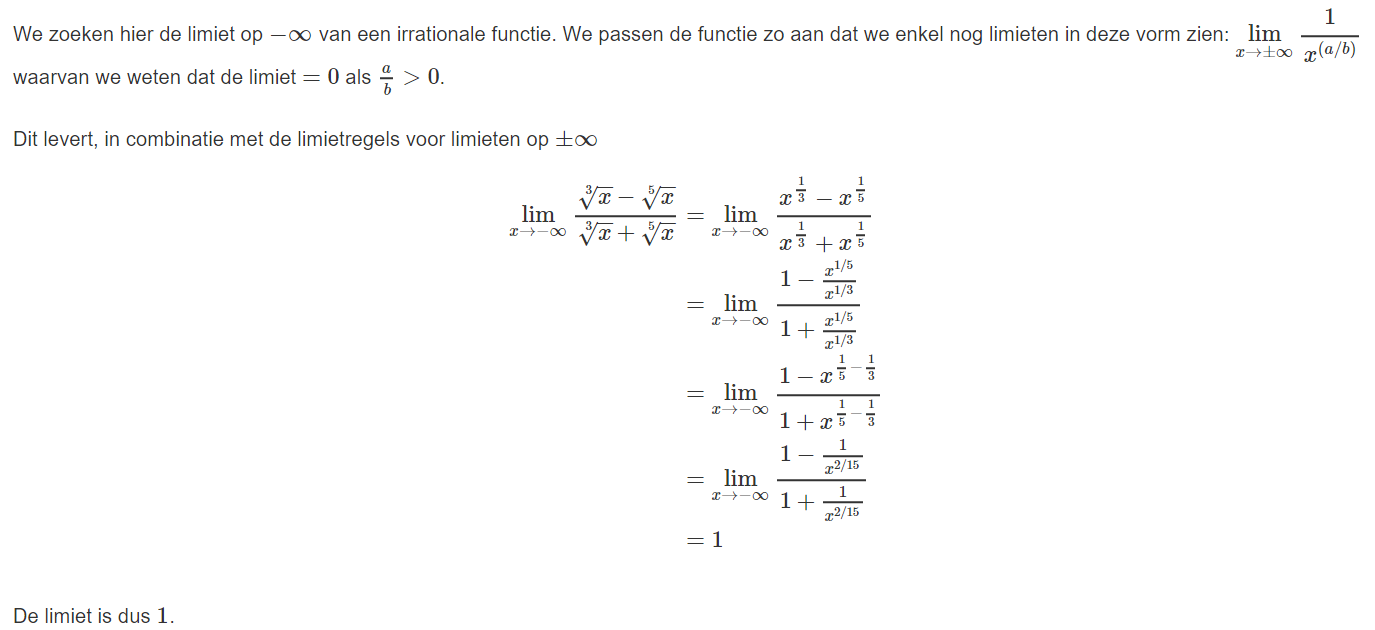 We zoeken hier de limiet op $-\infty$ van een irrationale functie. We passen de functie zo aan dat we enkel nog limieten in deze vorm zien: $\lim_{x \to \pm\infty} \frac{1}{x^{(a/b)}}$
waarvan we weten dat de limiet $= 0$ als $\frac{a}{b} > 0$.
Dit levert, in combinatie met de limietregels voor limieten op $\pm\infty$
$\lim_{x \to -\infty} \frac{\sqrt[3]{x} - \sqrt[5]{x}}{\sqrt[3]{x} + \sqrt[5]{x}} = \lim_{x \to -\infty} \frac{x^{\frac{1}{3}} - x^{\frac{1}{5}}}{x^{\frac{1}{3}} + x^{\frac{1}{5}}}$
$= \lim_{x \to -\infty} \frac{1 - \frac{x^{1/5}}{x^{1/3}}}{1 + \frac{x^{1/5}}{x^{1/3}}}$
$= \lim_{x \to -\infty} \frac{1 - x^{\frac{1}{5} - \frac{1}{3}}}{1 + x^{\frac{1}{5} - \frac{1}{3}}}$
$= \lim_{x \to -\infty} \frac{1 - \frac{1}{x^{2/15}}}{1 + \frac{1}{x^{2/15}}}$
$= 1$
De limiet is dus $1$.